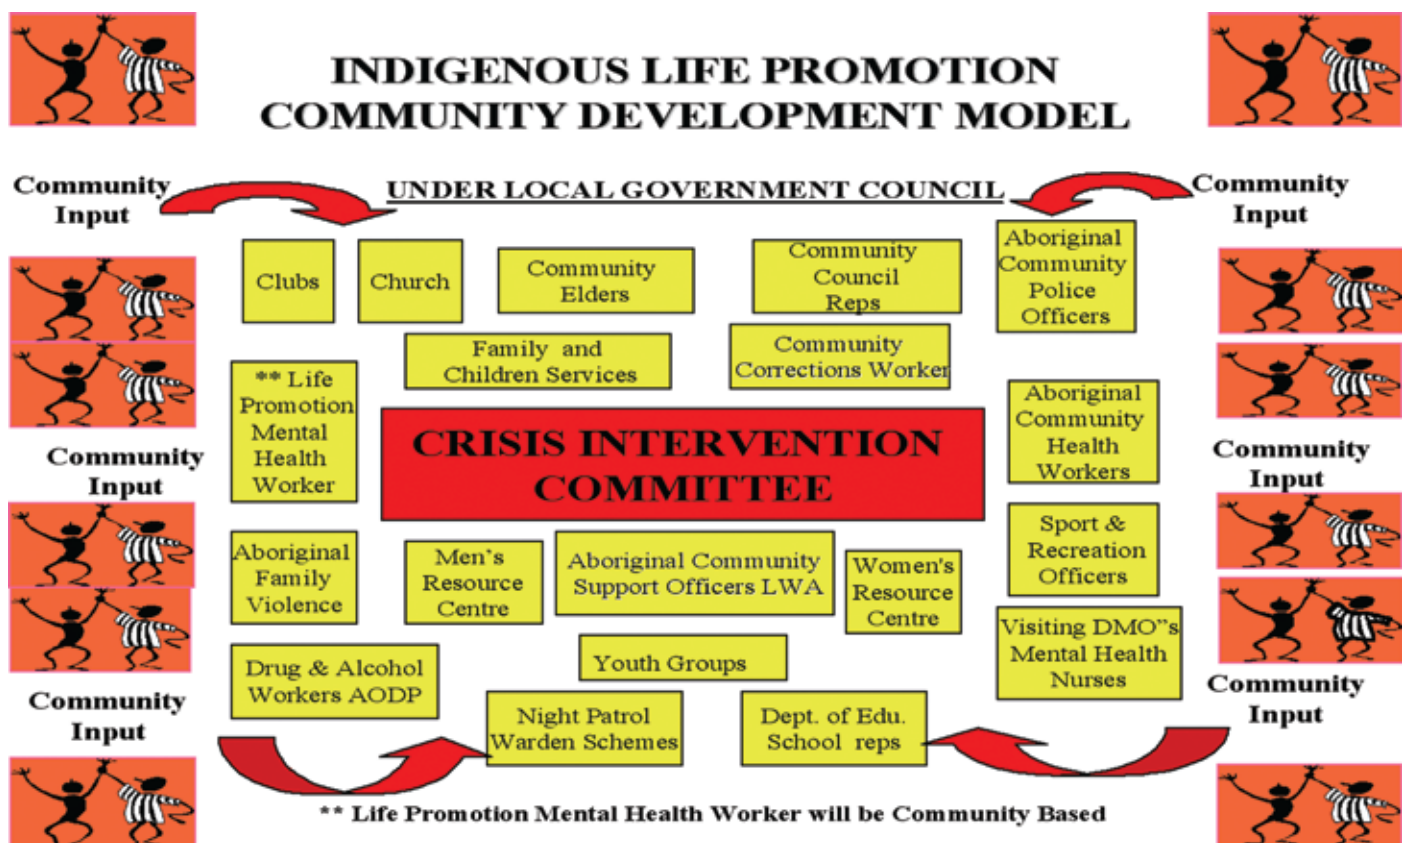 INDIGENOUS LIFE PROMOTION
COMMUNITY DEVELOPMENT MODEL
Community
Input
UNDER LOCAL GOVERNMENT COUNCIL
Community
Input
Clubs
Church
Community
Elders
Community
Council
Reps
Aboriginal
Community
Police
Officers
Family and
Children Services
Community
Corrections Worker
** Life
Promotion
Mental
Health
Worker
CRISIS INTERVENTION
COMMITTEE
Aboriginal
Community
Health
Workers
Community
Input
Community
Input
Aboriginal
Family
Violence
Men's
Resource
Centre
Aboriginal Community
Support Officers LWA
Women's
Resource
Centre
Sport &
Recreation
Officers
Drug & Alcohol
Workers AODP
Youth Groups
Visiting DMO"s
Mental Health
Nurses
Community
Input
Night Patrol
Warden Schemes
Dept. of Edu.
School reps
Community
Input
** Life Promotion Mental Health Worker will be Community Based